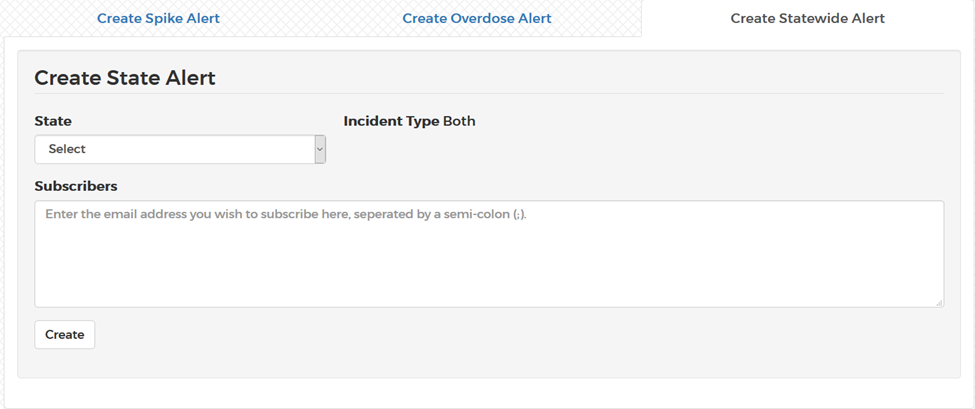 Create Spike Alert
Create Overdose Alert
Create Statewide Alert
Create State Alert
State
Incident Type Both
Select
Subscribers
Enter the email address you wish to subscribe here, seperated by a semi-colon (;).
Create